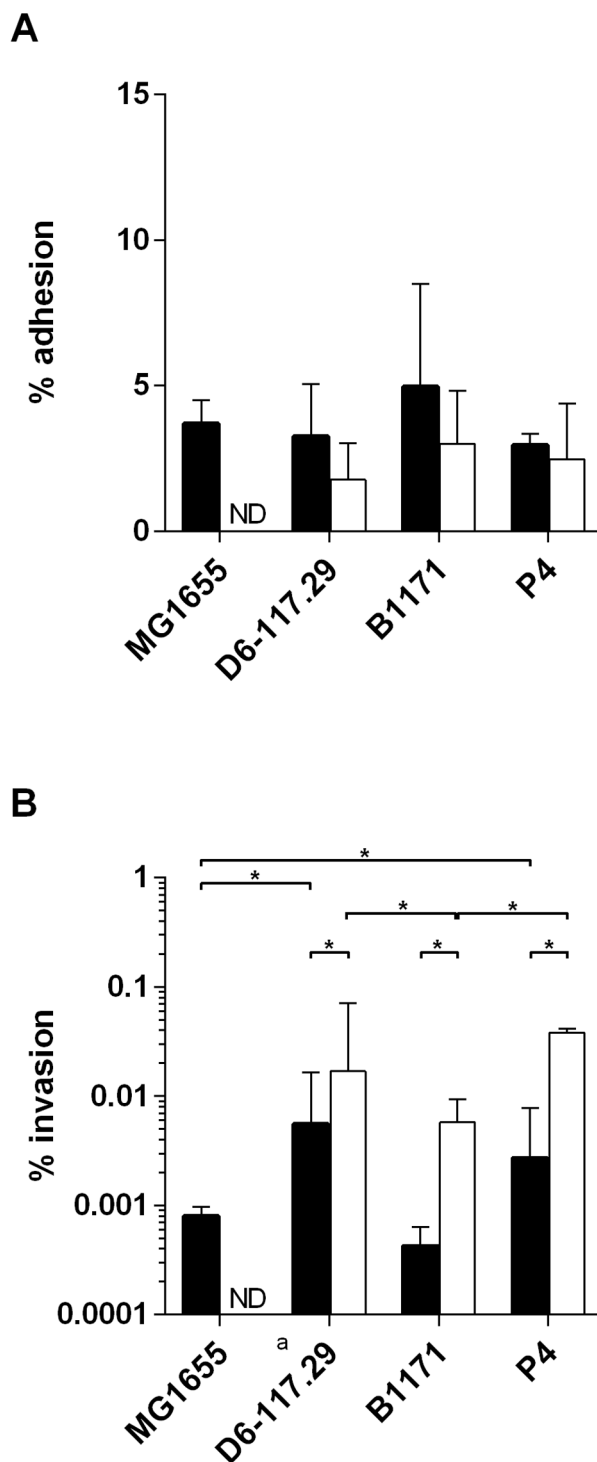 A
15
10
5
0
% adhesion
ND
MG1655
D6-117.29
B1171
P4
B
*
*
*
*
*
*
*
1
0.1
0.01
0.001
0.0001
% invasion
ND
a
MG1655
D6-117.29
B1171
P4